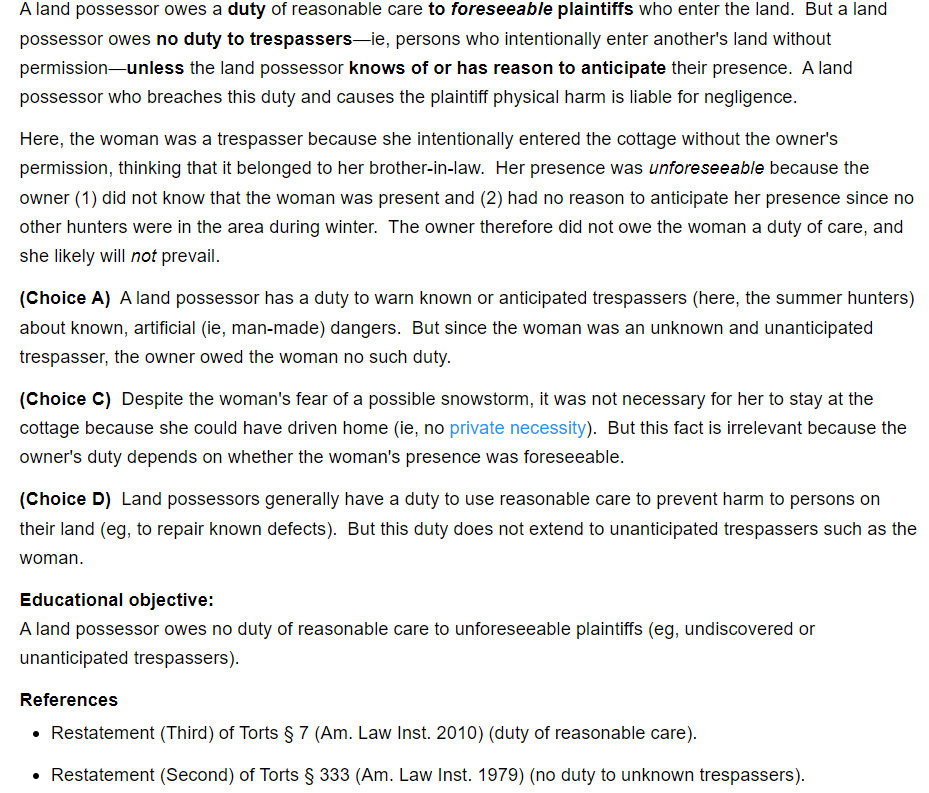 A land possessor owes a duty of reasonable care to foreseeable plaintiffs who enter the land. But a land
possessor owes no duty to trespassers—ie, persons who intentionally enter another's land without
permission—unless the land possessor knows of or has reason to anticipate their presence. A land
possessor who breaches this duty and causes the plaintiff physical harm is liable for negligence.
Here, the woman was a trespasser because she intentionally entered the cottage without the owner's
permission, thinking that it belonged to her brother-in-law. Her presence was unforeseeable because the
owner (1) did not know that the woman was present and (2) had no reason to anticipate her presence since no
other hunters were in the area during winter. The owner therefore did not owe the woman a duty of care, and
she likely will not prevail.
(Choice A) A land possessor has a duty to warn known or anticipated trespassers (here, the summer hunters)
about known, artificial (ie, man-made) dangers. But since the woman was an unknown and unanticipated
trespasser, the owner owed the woman no such duty.
(Choice C) Despite the woman's fear of a possible snowstorm, it was not necessary for her to stay at the
cottage because she could have driven home (ie, no private necessity). But this fact is irrelevant because the
owner's duty depends on whether the woman's presence was foreseeable.
(Choice D) Land possessors generally have a duty to use reasonable care to prevent harm to persons on
their land (eg, to repair known defects). But this duty does not extend to unanticipated trespassers such as the
woman.
Educational objective:
A land possessor owes no duty of reasonable care to unforeseeable plaintiffs (eg, undiscovered or
unanticipated trespassers).
References
• Restatement (Third) of Torts § 7 (Am. Law Inst. 2010) (duty of reasonable care).
• Restatement (Second) of Torts § 333 (Am. Law Inst. 1979) (no duty to unknown trespassers).